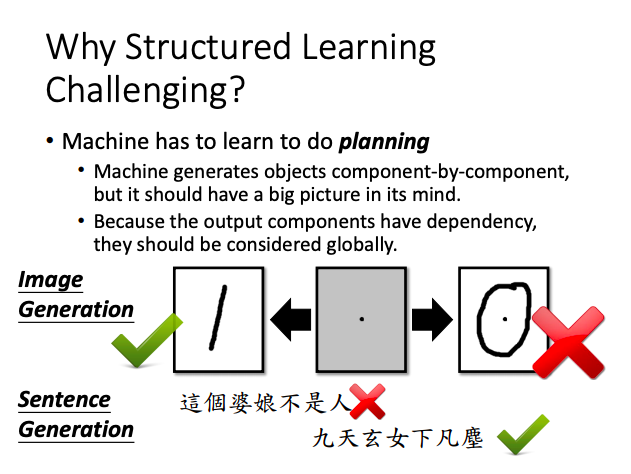 Why Structured Learning
Challenging?
• Machine has to learn to do planning
• Machine generates objects component-by-component,
but it should have a big picture in its mind.
• Because the output components have dependency,
they should be considered globally.
Image
Generation
Sentence
Generation
這個婆娘不是人
九天玄女下凡塵